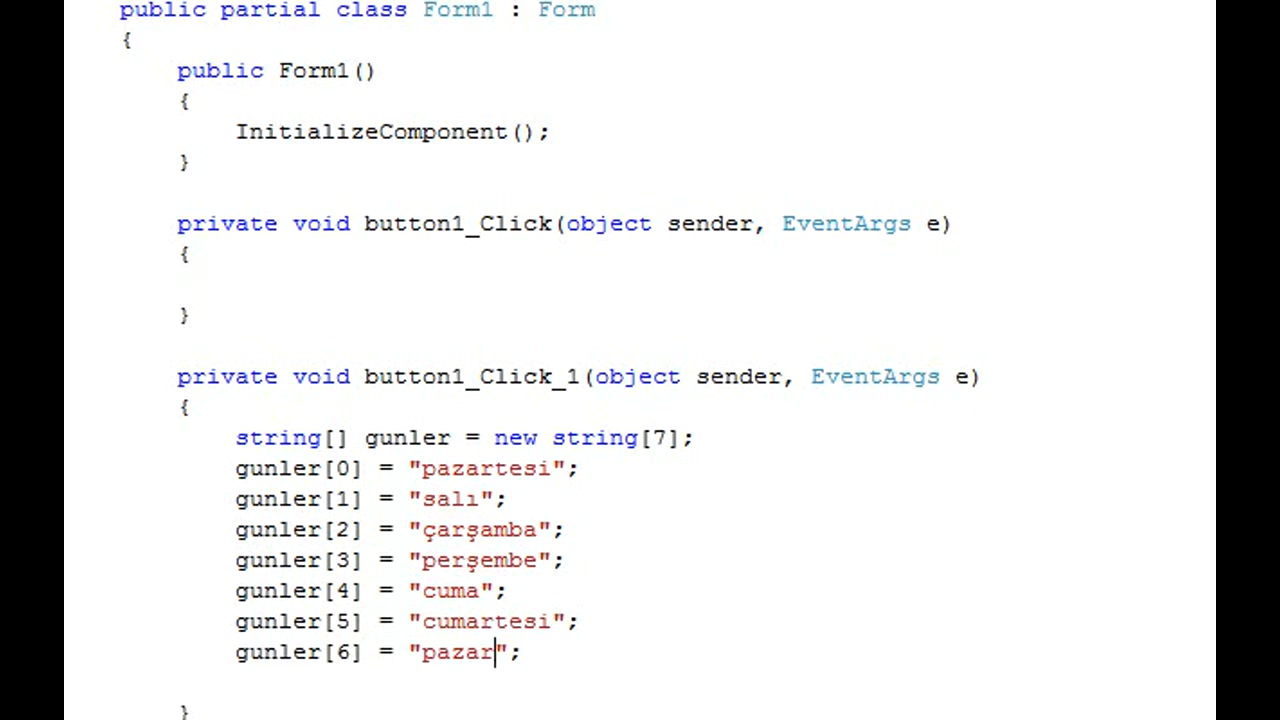 public partial class Form1 : Form
{
public Form1()
{
InitializeComponent();
}
private void button1_Click(object sender, EventArgs e)
{
}
private void button1_Click_1(object sender, EventArgs e)
{
string[] gunler = new string[7];
gunler[0] = "pazartesi";
gunler[1] = "salı";
gunler[2] = "çarşamba";
gunler[3] = "perşembe";
gunler[4] = "cuma";
gunler[5] = "cumartesi";
gunler[6] = "pazar";
}